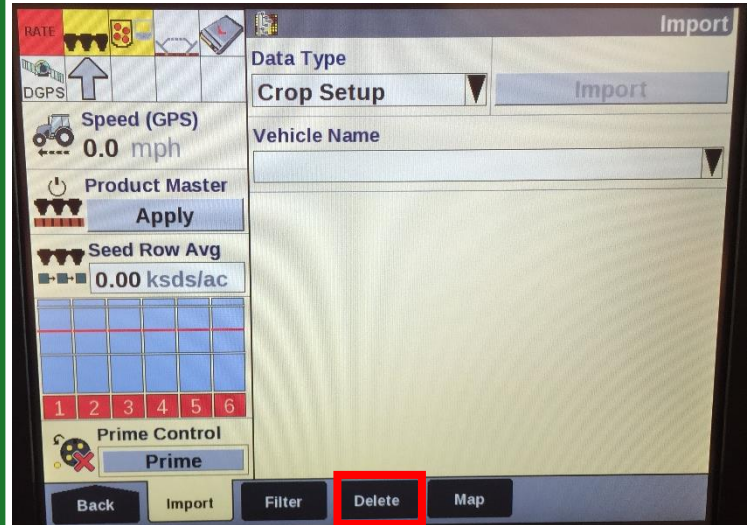 RATE
DGPS
Import
Data Type
Crop Setup
Import
Vehicle Name
Speed (GPS)
0.0 mph
Product Master
Apply
Seed Row Avg
0.00 ksds/ac
1 2 3 4 5 6
Prime Control
Prime
Back
Import
Filter
Delete
Map